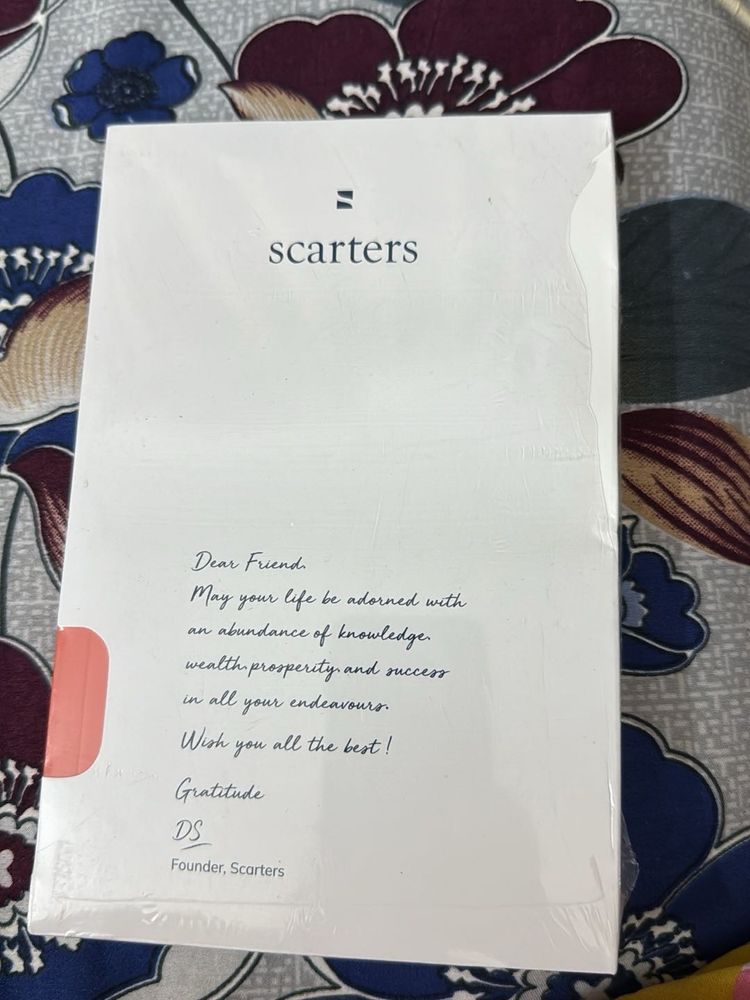 scarters
Dear Friend,
May your life be adorned with
an abundance of knowledge,
wealth, prosperity, and success
in all your endeavours.
Wish you all the best!
Gratitude
DS
Founder, Scarters